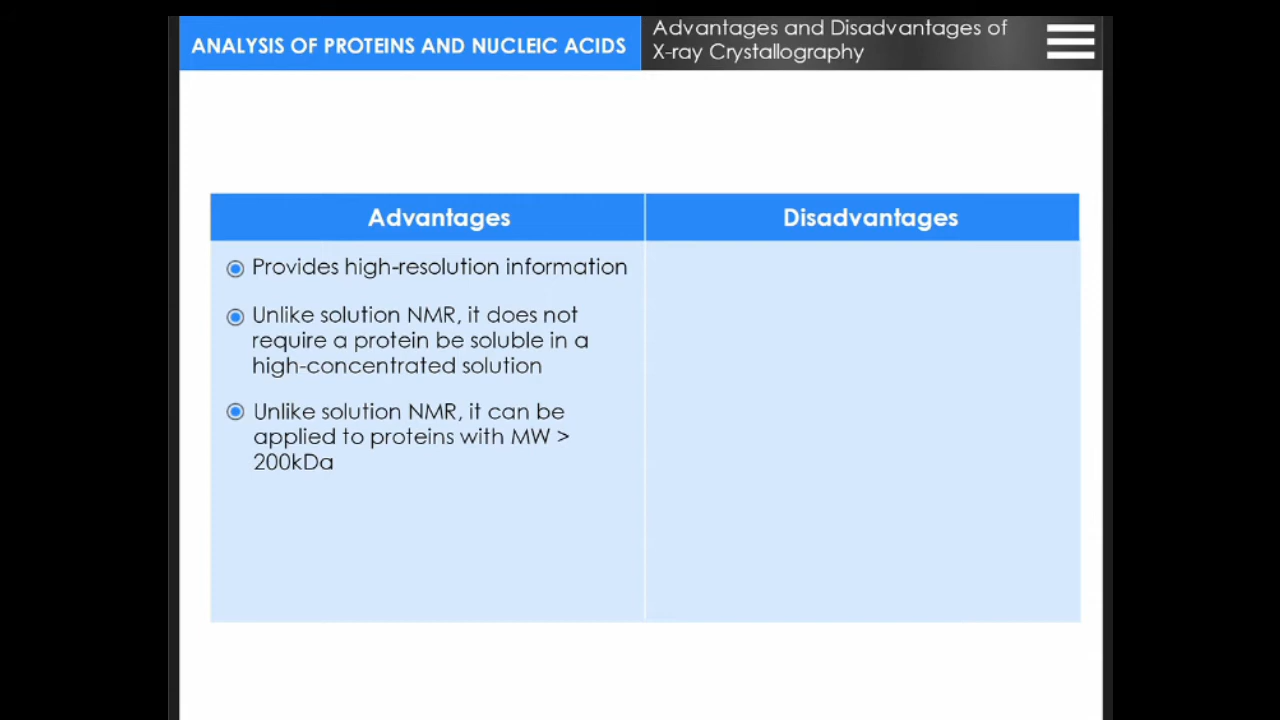 ANALYSIS OF PROTEINS AND NUCLEIC ACIDS
Advantages and Disadvantages of
X-ray Crystallography
Advantages
Disadvantages
Provides high-resolution information
Unlike solution NMR, it does not
require a protein be soluble in a
high-concentrated solution
Unlike solution NMR, it can be
applied to proteins with MW >
200kDa